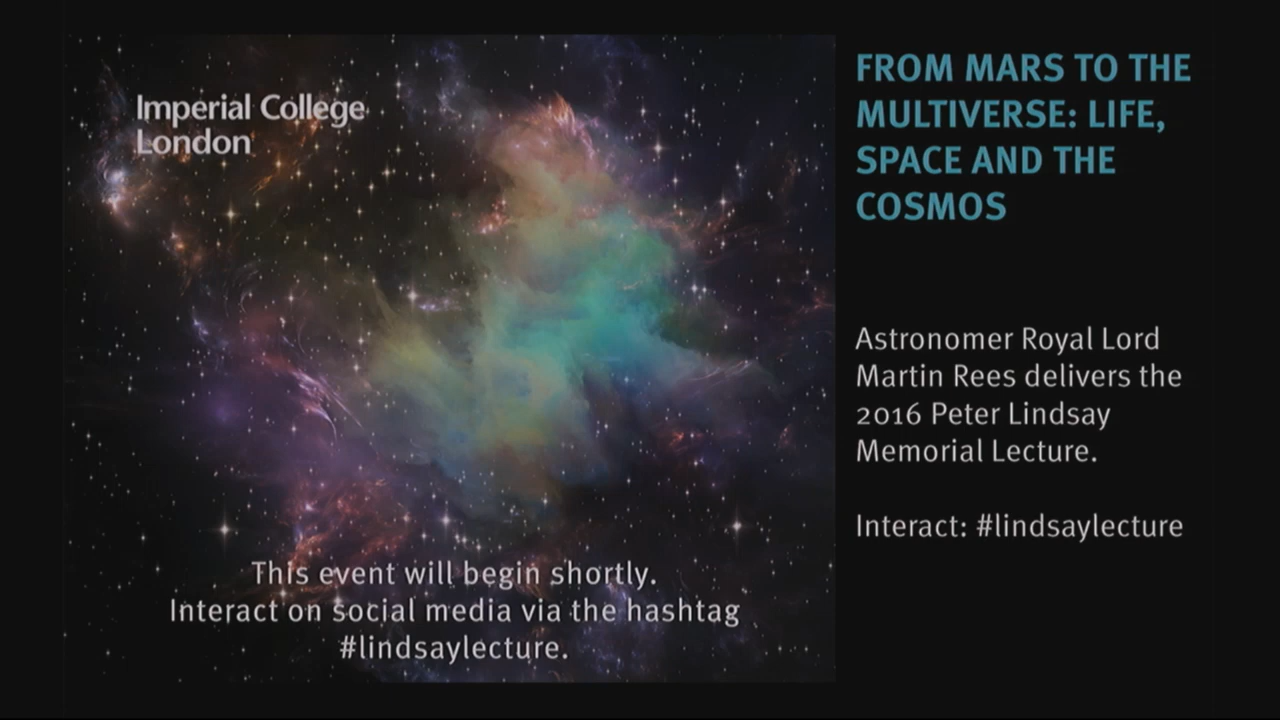 Imperial College
London
This event will begin shortly.
Interact on social media via the hashtag
#lindsaylecture.
FROM MARS TO THE
MULTIVERSE: LIFE,
SPACE AND THE
COSMOS
Astronomer Royal Lord
Martin Rees delivers the
2016 Peter Lindsay
Memorial Lecture.
Interact: #lindsaylecture